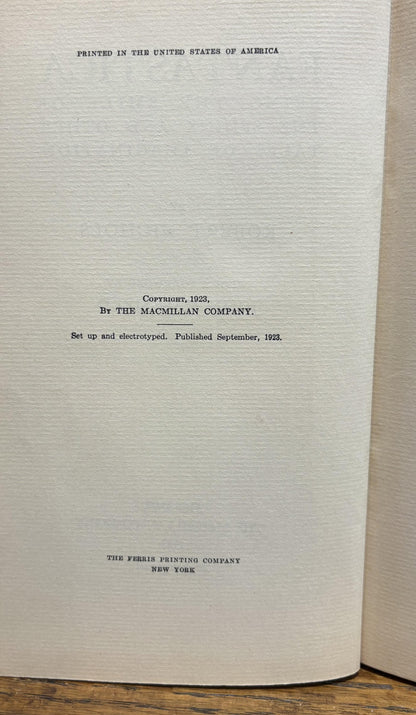 PRINTED IN THE UNITED STATES OF AMERICA
COPYRIGHT, 1923,
BY THE MACMILLAN COMPANY.
Set up and electrotyped. Published September, 1923.
THE FERRIS PRINTING COMPANY
NEW YORK